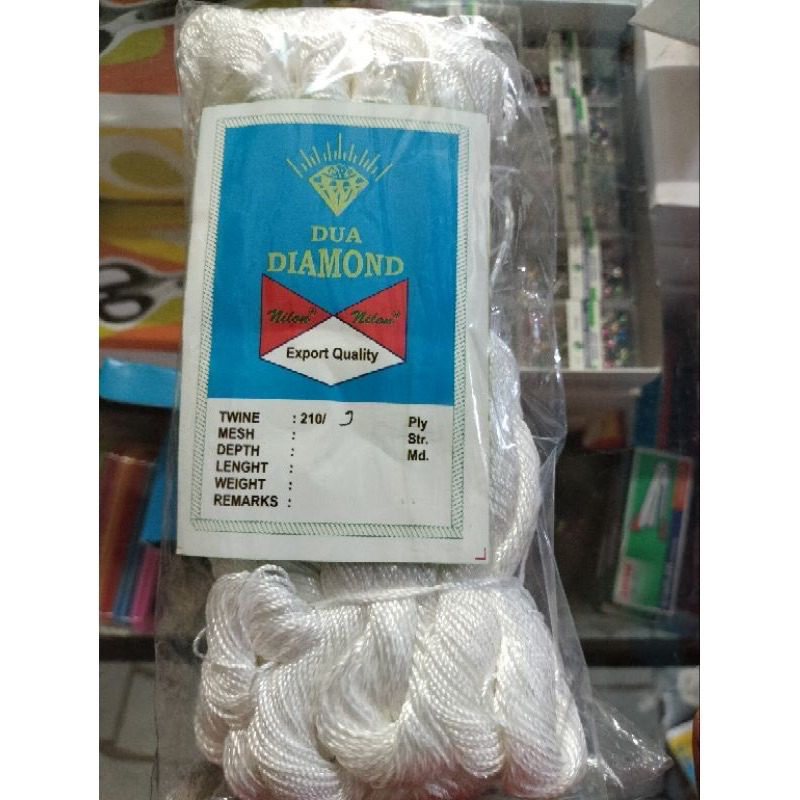 DUA
DIAMOND
Nilon Nilon
Export Quality
TWINE : 210/ Ply
MESH : Str.
DEPTH : Md.
LENGHT :
WEIGHT :
REMARKS :